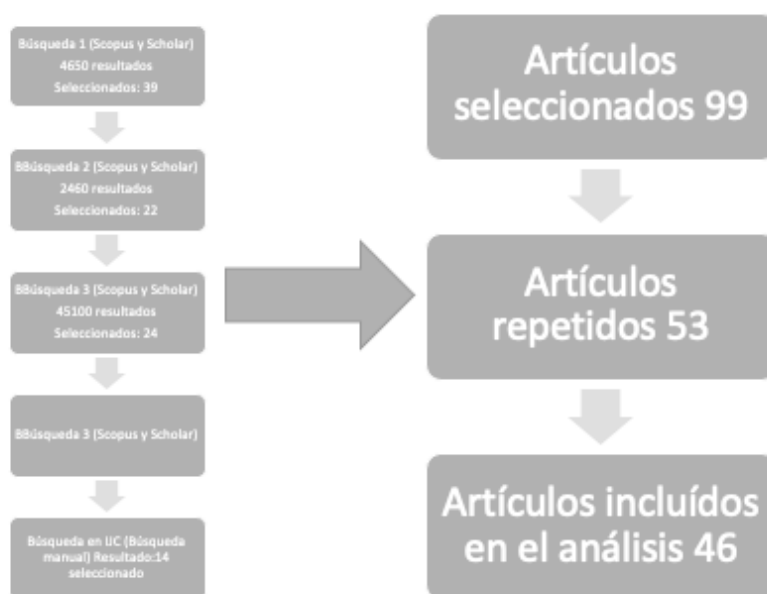 Búsqueda 1 (Scopus y Scholar)
4650 resultados
Seleccionados: 39
BBúsqueda 2 (Scopus y Scholar)
2460 resultados
Seleccionados: 22
BBúsqueda 3 (Scopus y Scholar)
45100 resultados
Seleccionados: 24
BBúsqueda 3 (Scopus y Scholar)
Búsqueda en IJC (Búsqueda
manual) Resultado:14
seleccionado
Artículos
seleccionados 99
Artículos
repetidos 53
Artículos incluídos
en el análisis 46